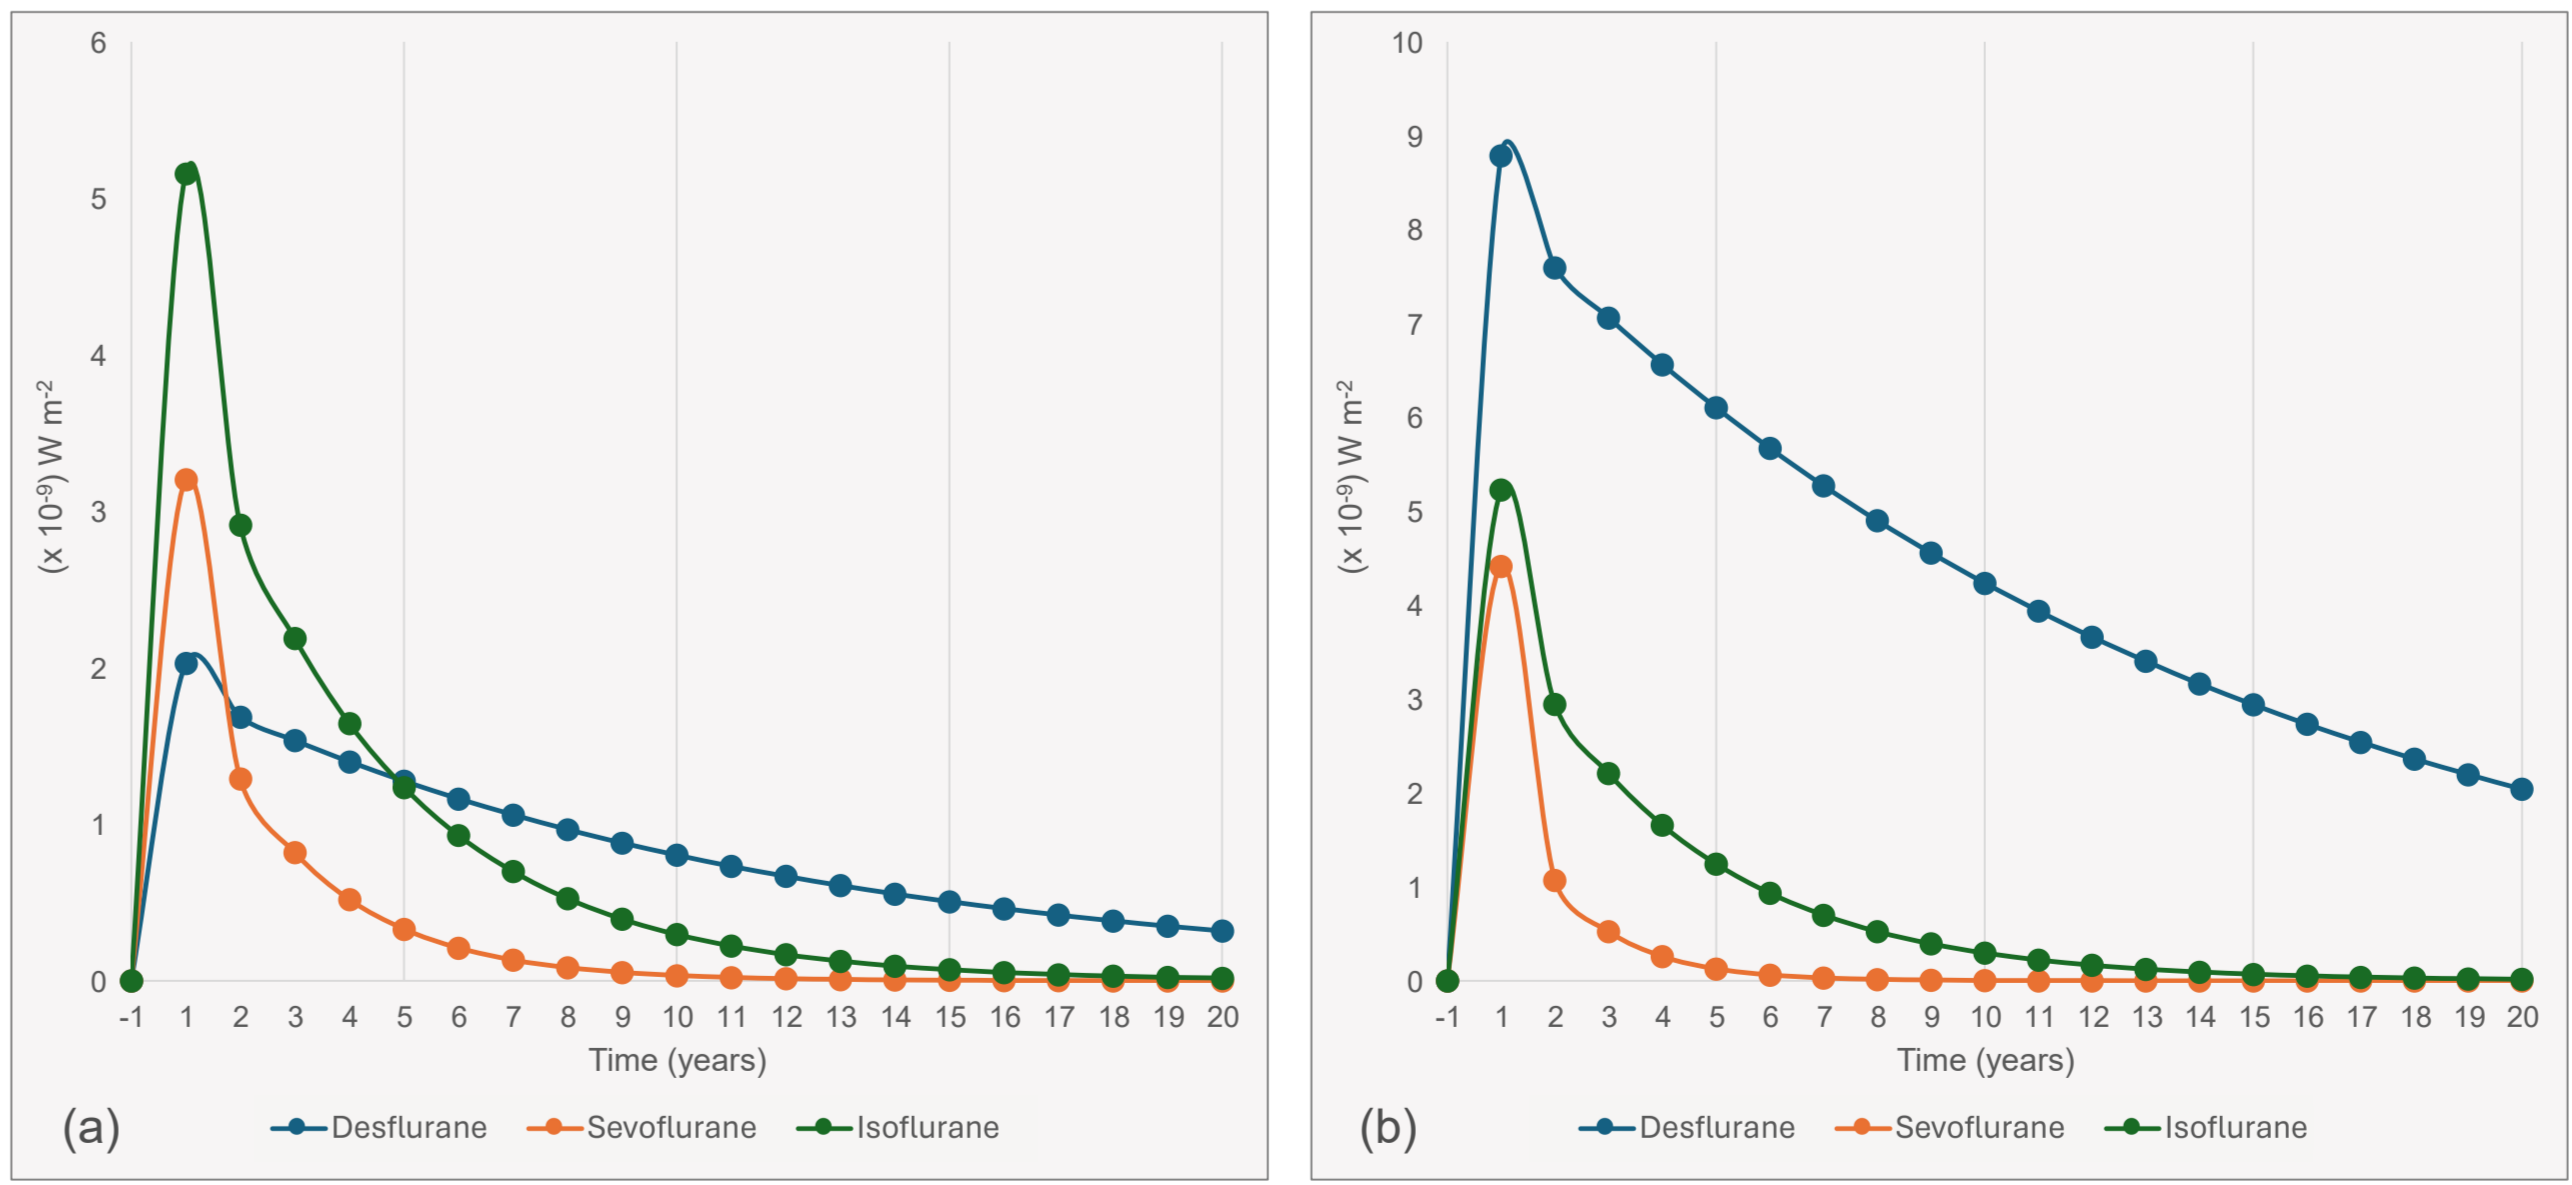 6
5
4
3
2
1
0
(x 10⁻⁹) W m⁻²
-1 1 2 3 4 5 6 7 8 9 10 11 12 13 14 15 16 17 18 19 20
Time (years)
(a) Desflurane Sevoflurane Isoflurane
10
9
8
7
6
5
4
3
2
1
0
(x 10⁻⁹) W m⁻²
-1 1 2 3 4 5 6 7 8 9 10 11 12 13 14 15 16 17 18 19 20
Time (years)
(b) Desflurane Sevoflurane Isoflurane